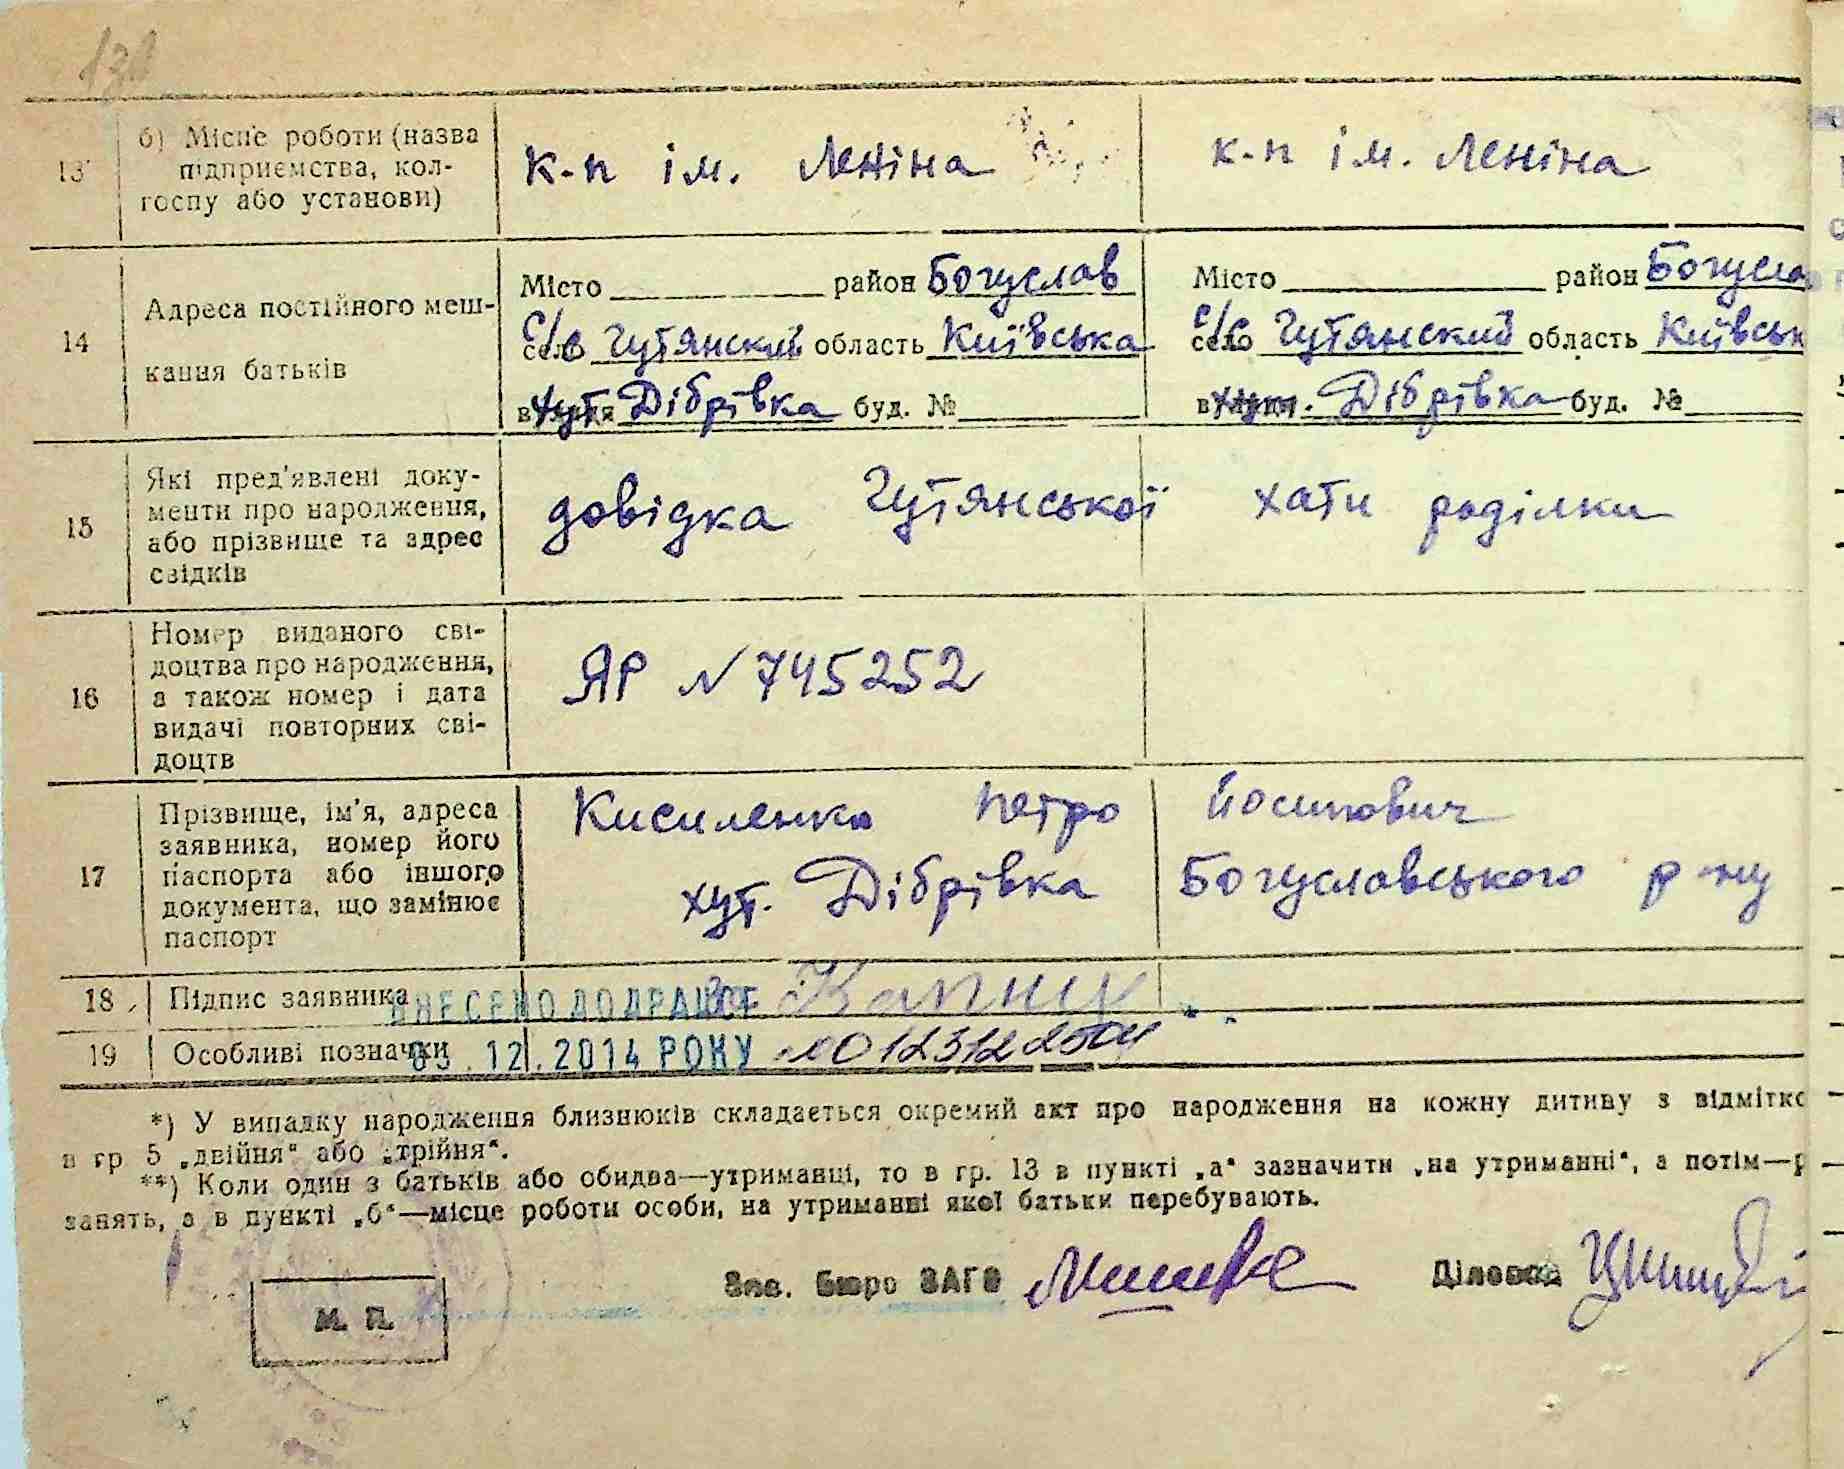 131
13 б) Місце роботи (назва підприємства, колгоспу або установи)
к-п ім. Леніна к-п ім. Леніна
14 Адреса постійного мешкання батьків
Місто район Богуслав Місто район Богусла
с/с Чутянский область Київська с/с Чутянский область Київськ
хут Дібрівка буд. № хут. Дібрівка буд. №
15 Які пред'явлені документи про народження, або прізвище та адрес свідків
довідка Чутянської хати роділки
16 Номер виданого свідоцтва про народження, а також номер і дата видачі повторних свідоцтв
ЯР N 745252
17 Прізвище, ім'я, адреса заявника, номер його паспорта або іншого документа, що замінює паспорт
Кисиленко Петро Йосипович
хут. Дібрівка Богуславського р-ну
18 Підпис заявника
ВНЕСЕНО ДО ДРАЦСГ
19 Особливі позначки
03.12.2014 РОКУ
*) У випадку народження близнюків складається окремий акт про народження на кожну дитину з відмітко
в гр 5 „двійня“ або „трійня“.
**) Коли один з батьків або обидва—утриманці, то в гр. 13 в пункті „а“ зазначити „на утриманні“, а потім—р
занять, а в пункті „б“—місце роботи особи, на утриманні якої батьки перебувають.
Зав. Бюро ЗАГС Діловод
М. П.